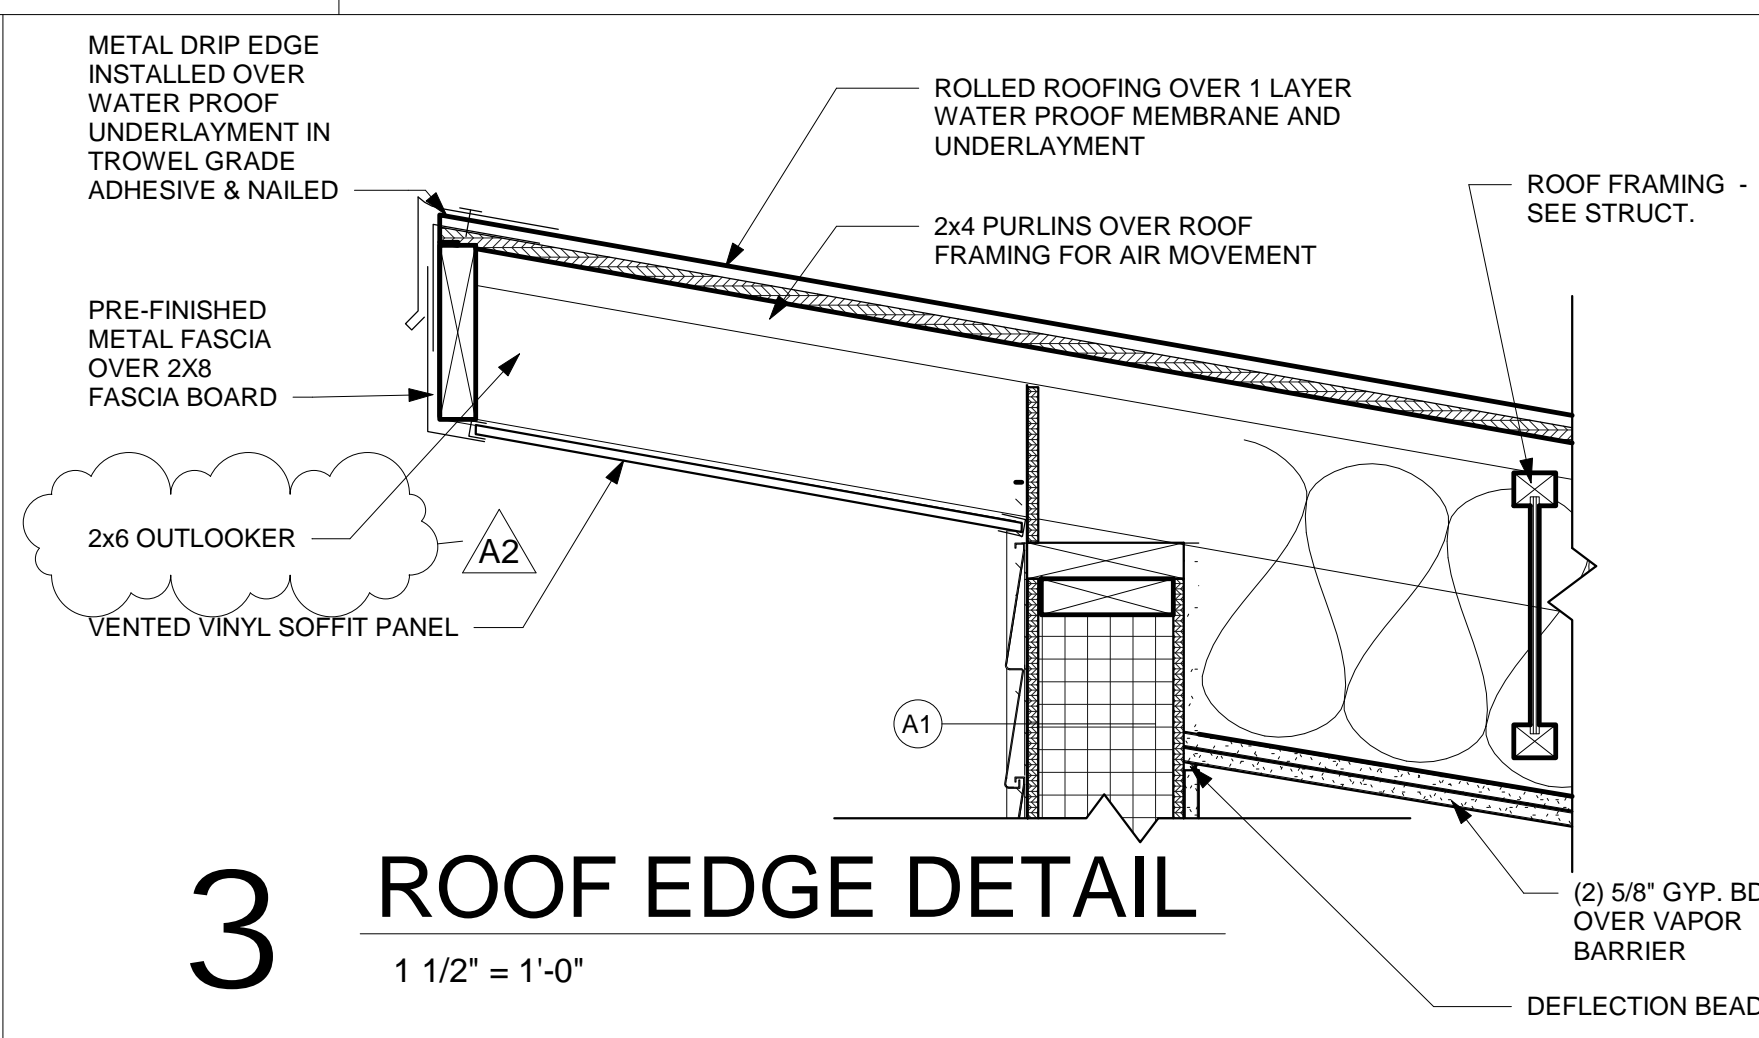 METAL DRIP EDGE
INSTALLED OVER
WATER PROOF
UNDERLAYMENT IN
TROWEL GRADE
ADHESIVE & NAILED
ROLLED ROOFING OVER 1 LAYER
WATER PROOF MEMBRANE AND
UNDERLAYMENT
ROOF FRAMING -
SEE STRUCT.
2x4 PURLINS OVER ROOF
FRAMING FOR AIR MOVEMENT
PRE-FINISHED
METAL FASCIA
OVER 2X8
FASCIA BOARD
2x6 OUTLOOKER
A2
VENTED VINYL SOFFIT PANEL
A1
(2) 5/8" GYP. BD
OVER VAPOR
BARRIER
DEFLECTION BEAD
3
ROOF EDGE DETAIL
1 1/2" = 1'-0"